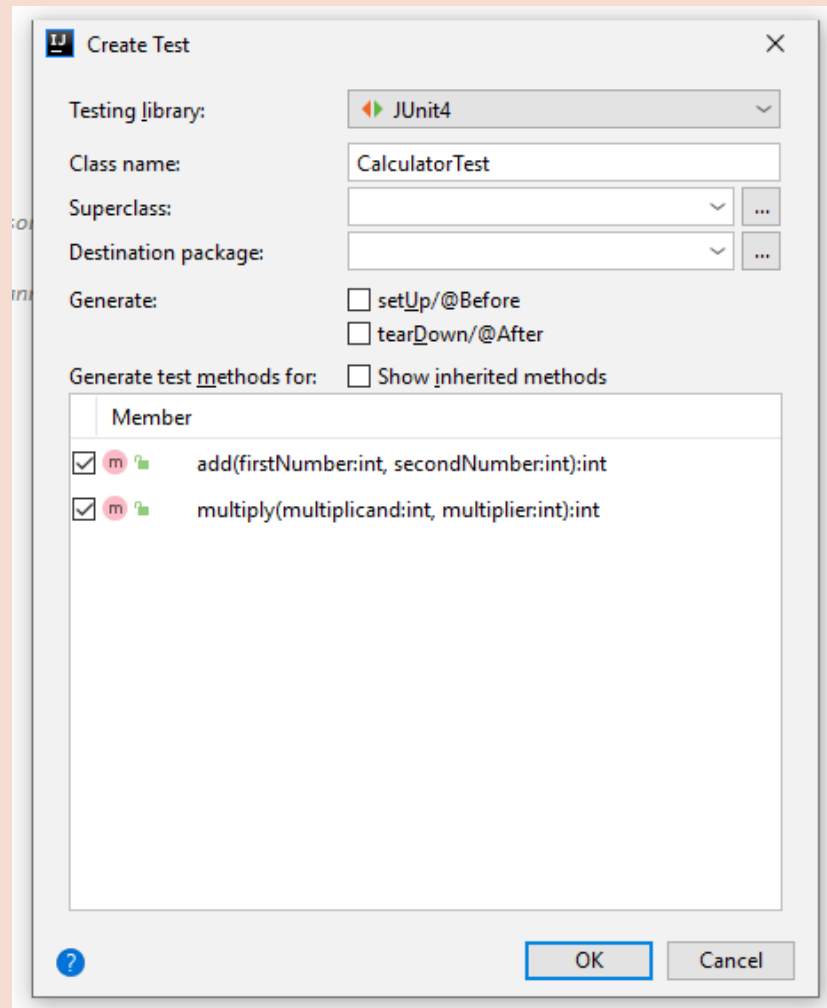 IJ Create Test
Testing library: JUnit4
Class name: CalculatorTest
Superclass: ...
Destination package: ...
Generate: setUp/@Before
tearDown/@After
Generate test methods for: Show inherited methods
Member
m add(firstNumber:int, secondNumber:int):int
m multiply(multiplicand:int, multiplier:int):int
? OK Cancel